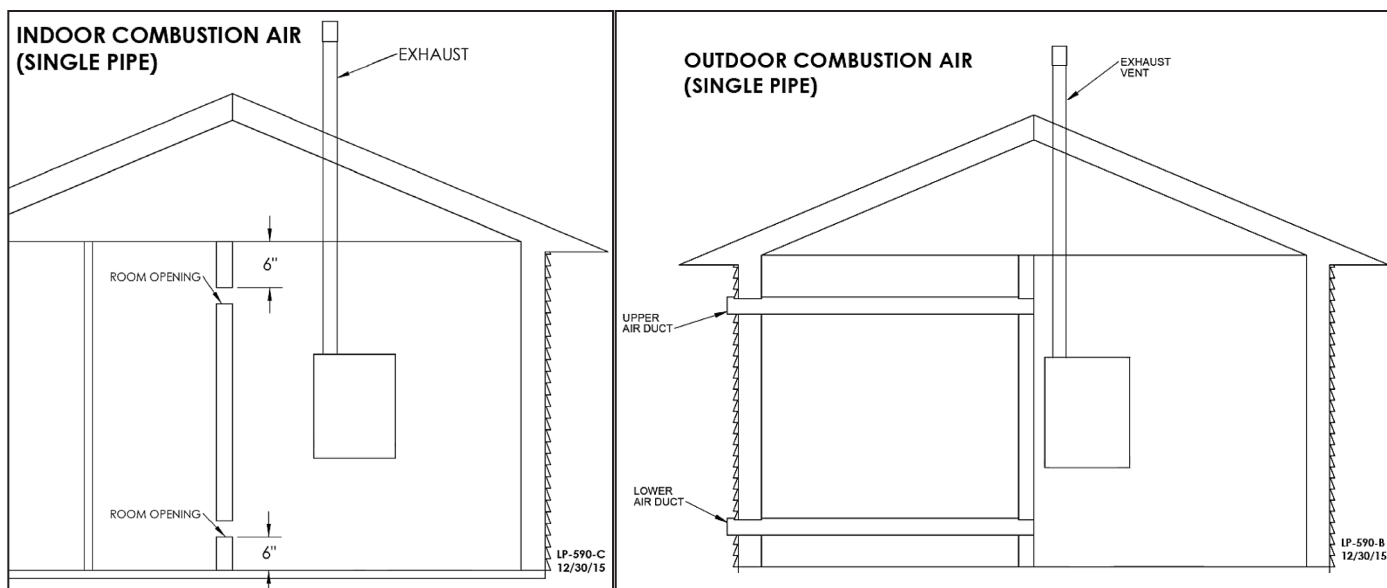 INDOOR COMBUSTION AIR
(SINGLE PIPE)
EXHAUST
6"
ROOM OPENING
ROOM OPENING
6"
LP-590-C
12/30/15
OUTDOOR COMBUSTION AIR
(SINGLE PIPE)
EXHAUST
VENT
UPPER
AIR DUCT
LOWER
AIR DUCT
LP-590-B
12/30/15